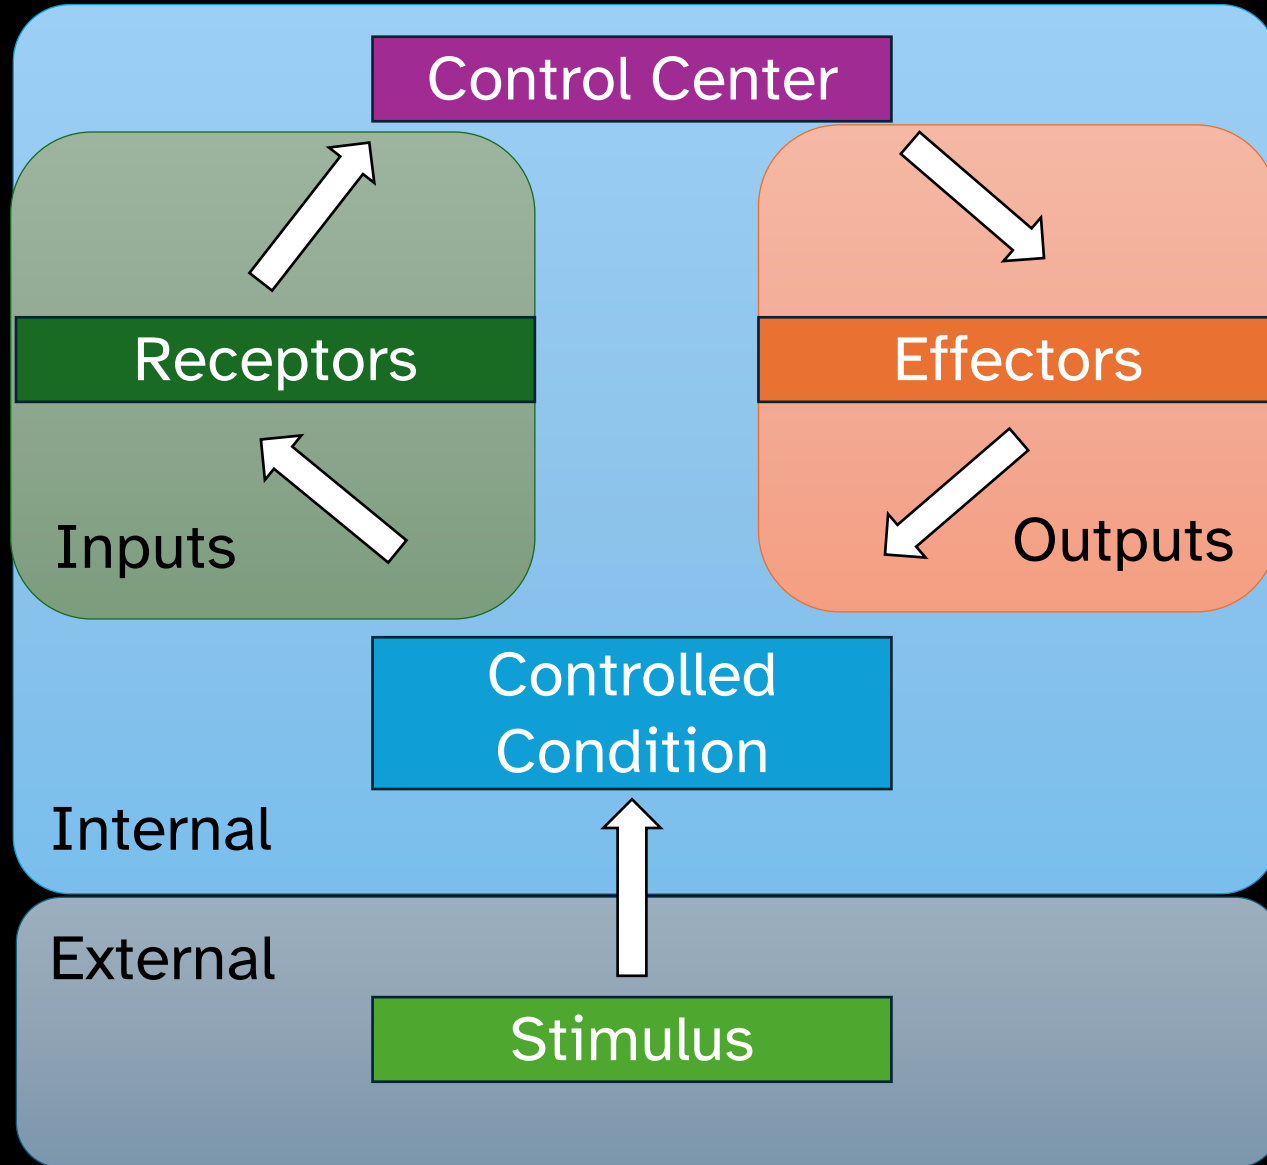 Control Center
Receptors
Effectors
Inputs
Outputs
Controlled
Condition
Internal
External
Stimulus